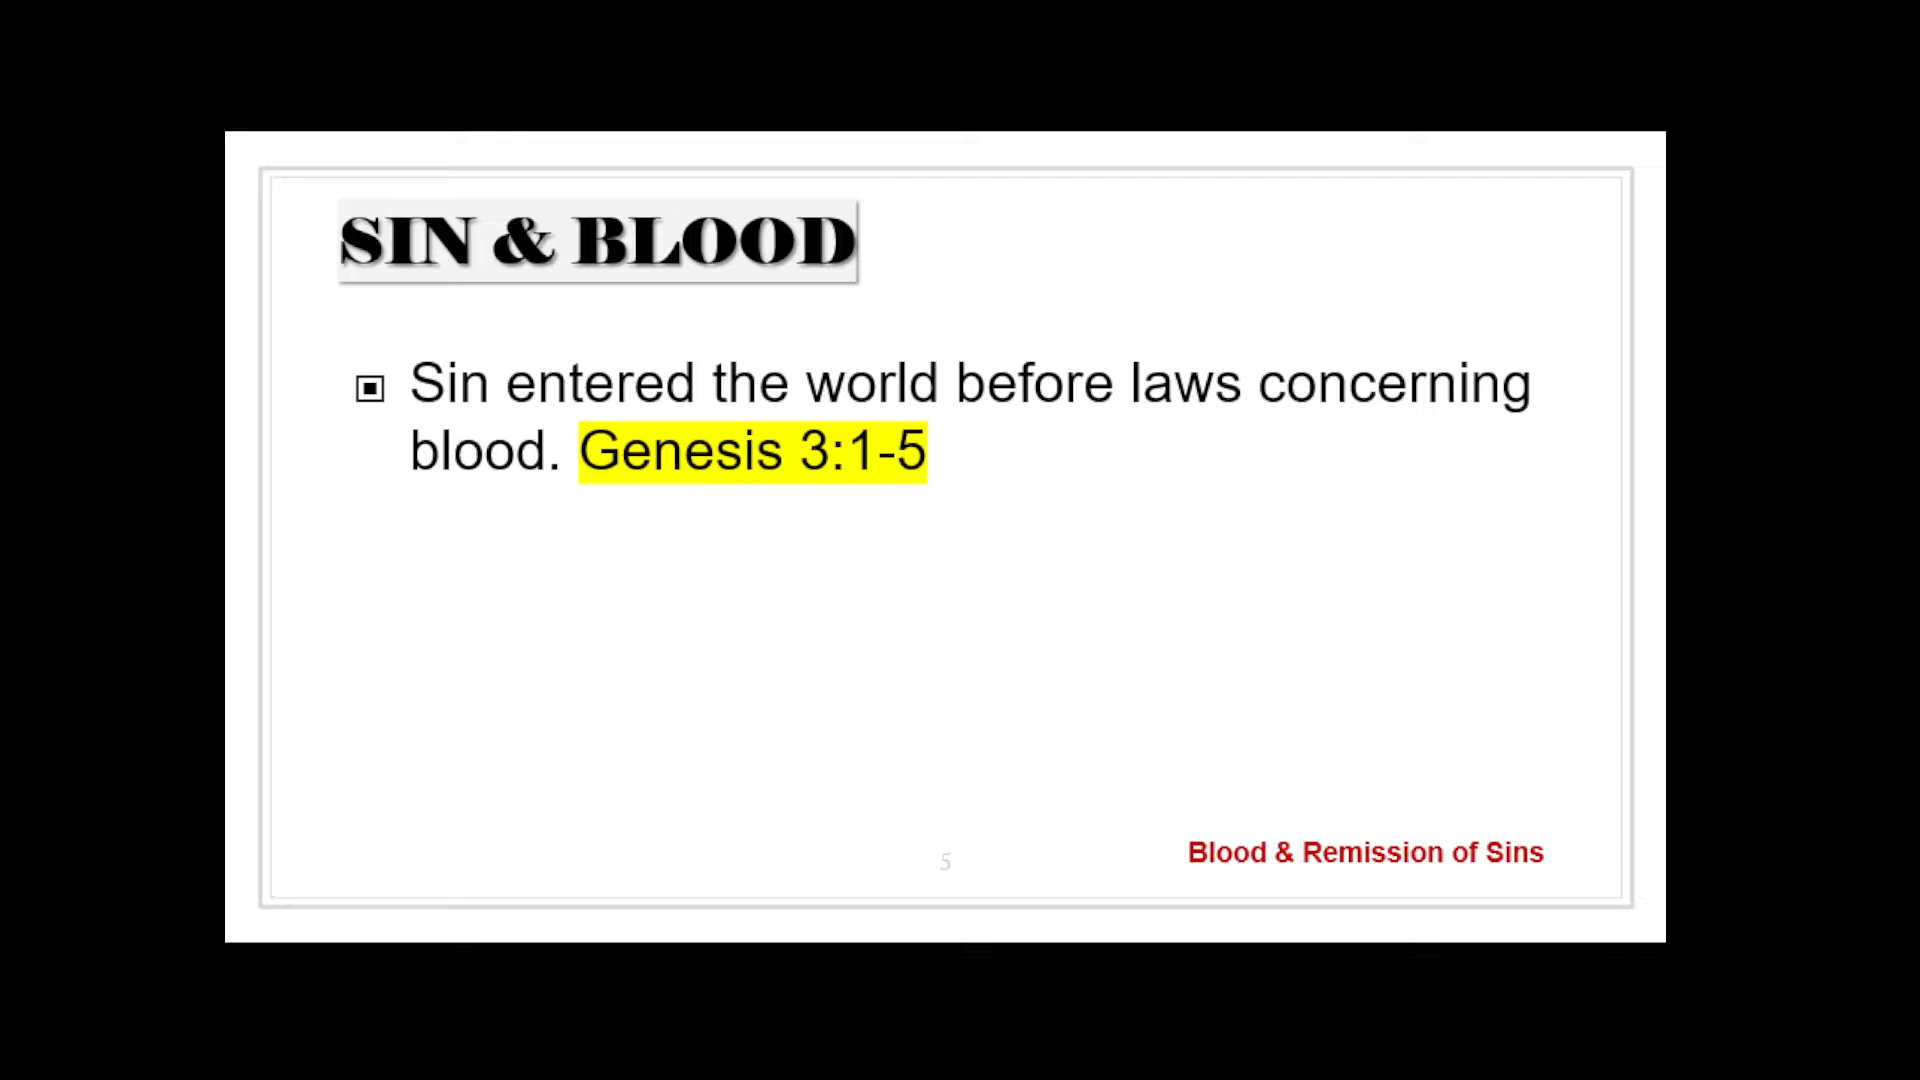 SIN & BLOOD
Sin entered the world before laws concerning
blood. Genesis 3:1-5
5
Blood & Remission of Sins